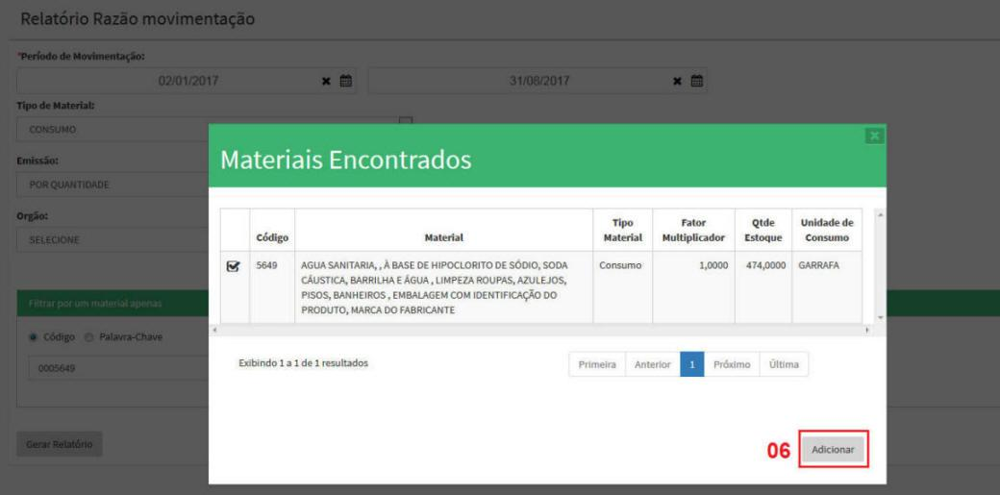 Relatório Razão movimentação
*Período de Movimentação:
02/01/2017
31/08/2017
Tipo de Material:
CONSUMO
Emissão:
POR QUANTIDADE
Orgão:
SELECIONE
Filtrar por um material apenas
Código Palavra-Chave
0005649
Gerar Relatório
Materiais Encontrados
Código Material Tipo Material Fator Multiplicador Qtde Estoque Unidade de Consumo
5649 AGUA SANITARIA, , À BASE DE HIPOCLORITO DE SÓDIO, SODA Consumo 1,0000 474,0000 GARRAFA
CÁUSTICA, BARRILHA E ÁGUA , LIMPEZA ROUPAS, AZULEJOS,
PISOS, BANHEIROS , EMBALAGEM COM IDENTIFICAÇÃO DO
PRODUTO, MARCA DO FABRICANTE
Exibindo 1 a 1 de 1 resultados
Primeira Anterior 1 Próximo Última
06 Adicionar